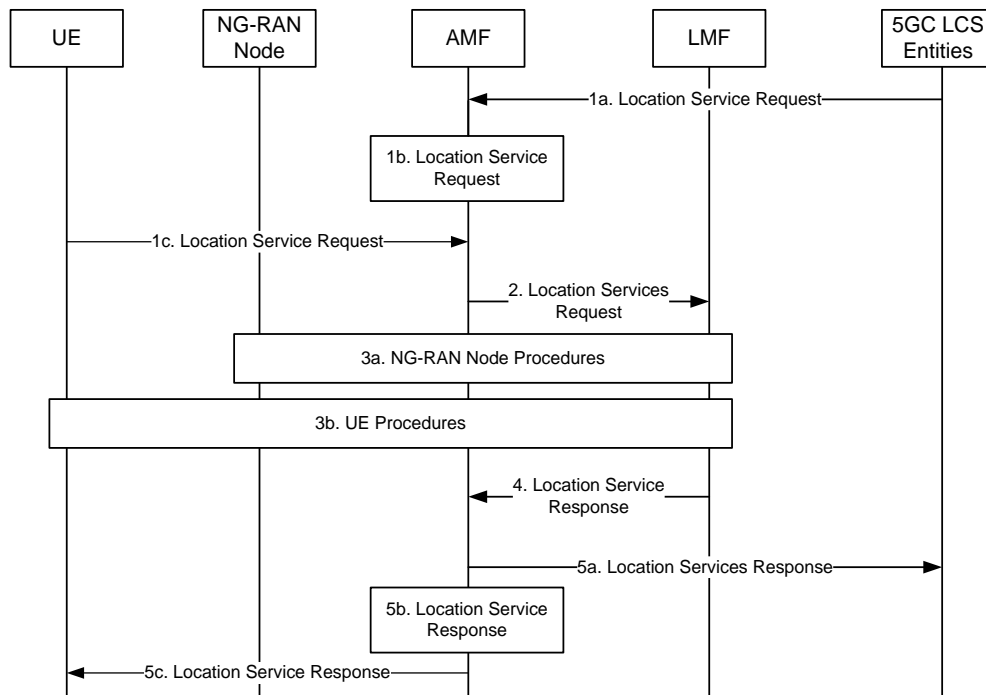 UE
NG-RAN
Node
AMF
LMF
5GC LCS
Entities
1a. Location Service Request
1b. Location Service
Request
1c. Location Service Request
2. Location Services
Request
3a. NG-RAN Node Procedures
3b. UE Procedures
4. Location Service
Response
5a. Location Services Response
5b. Location Service
Response
5c. Location Service Response